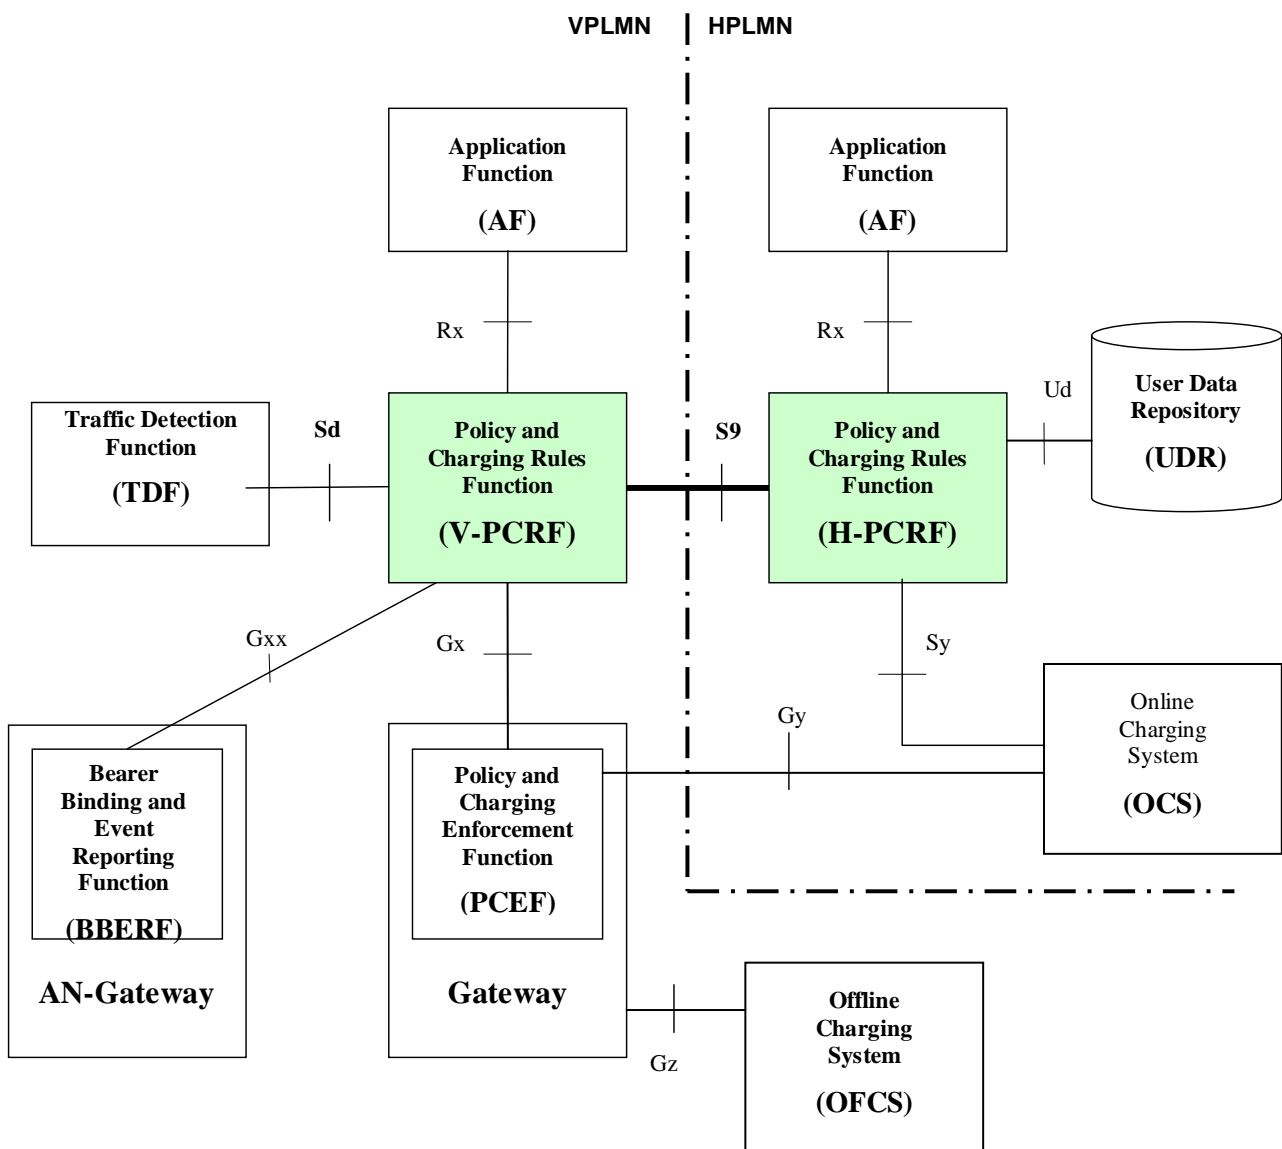 VPLMN
HPLMN
Application
Function
(AF)
Application
Function
(AF)
Rx
Rx
Ud
User Data
Repository
(UDR)
Traffic Detection
Function
(TDF)
Sd
Policy and
Charging Rules
Function
(V-PCRF)
S9
Policy and
Charging Rules
Function
(H-PCRF)
Gxx
Gx
Sy
Gy
Online
Charging
System
(OCS)
Bearer
Binding and
Event
Reporting
Function
(BBERF)
AN-Gateway
Policy and
Charging
Enforcement
Function
(PCEF)
Gateway
Gz
Offline
Charging
System
(OFCS)